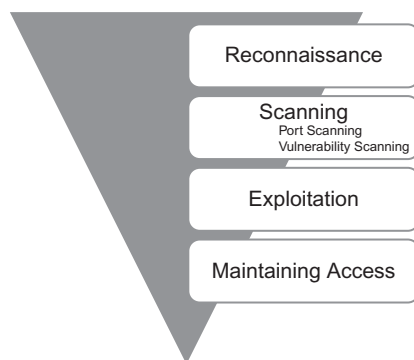 Reconnaissance
Scanning
Port Scanning
Vulnerability Scanning
Exploitation
Maintaining Access